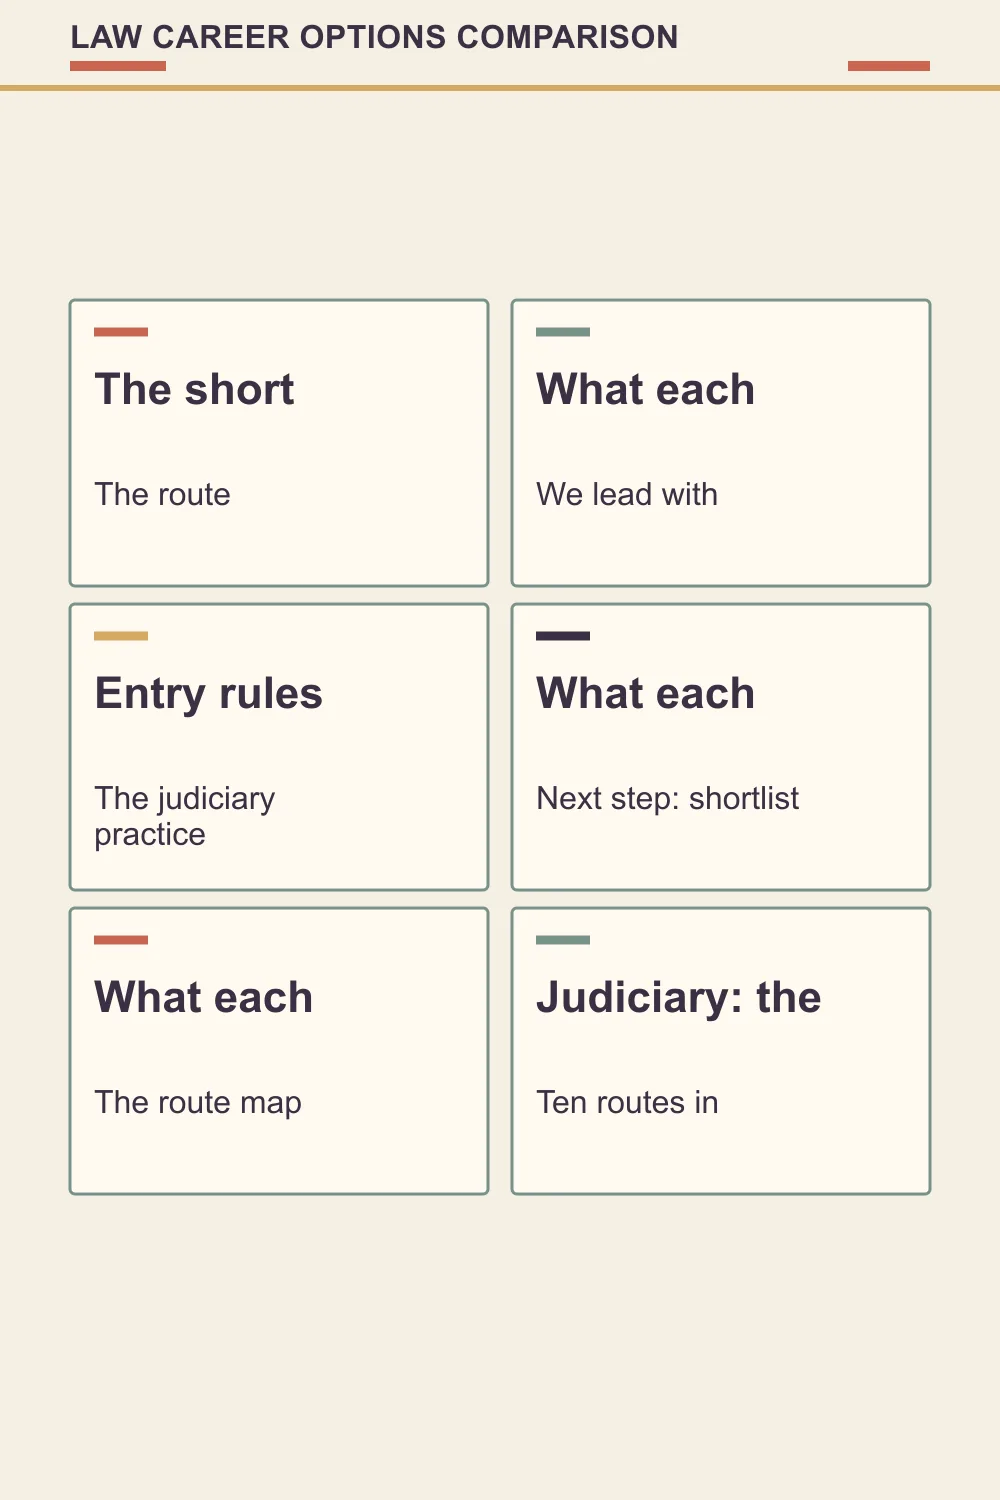 LAW CAREER OPTIONS COMPARISON
The short
The route
What each
We lead with
Entry rules
The judiciary
practice
What each
Next step: shortlist
What each
The route map
Judiciary: the
Ten routes in